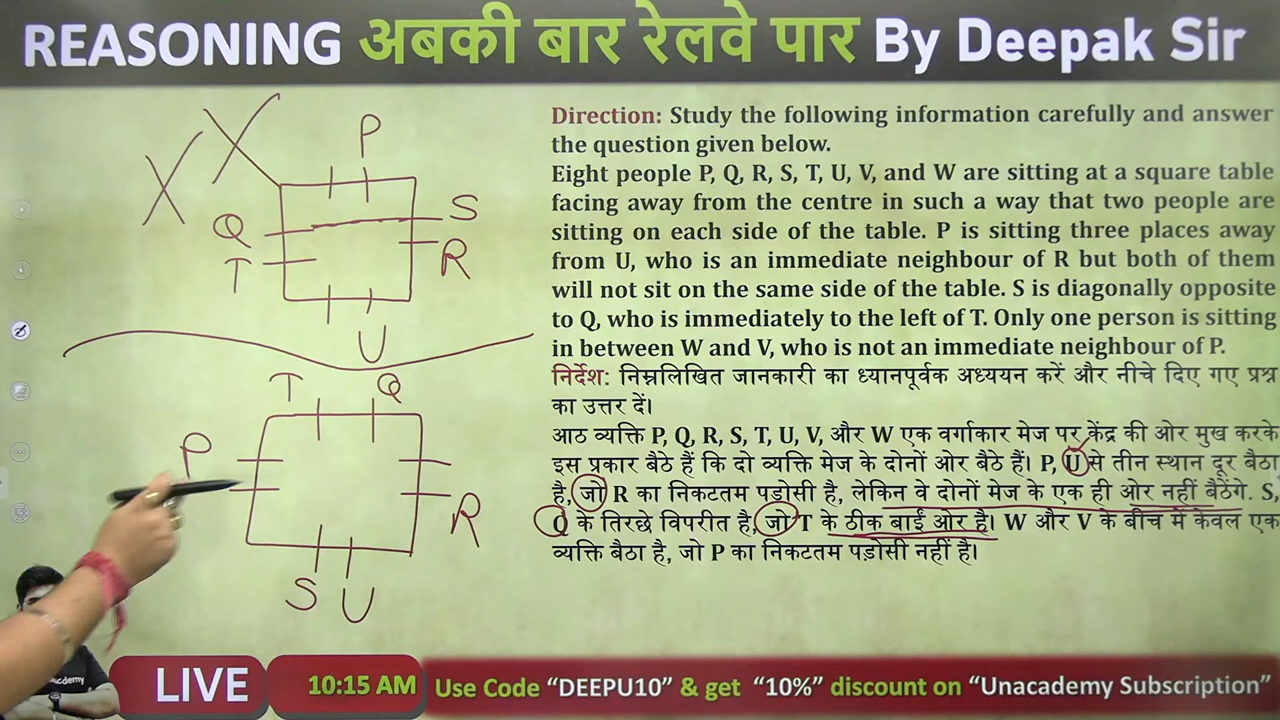 REASONING अबकी बार रेलवे पार By Deepak Sir
P
Q
S
T
R
U
T Q
P
R
S U
Direction: Study the following information carefully and answer
the question given below.
Eight people P, Q, R, S, T, U, V, and W are sitting at a square table
facing away from the centre in such a way that two people are
sitting on each side of the table. P is sitting three places away
from U, who is an immediate neighbour of R but both of them
will not sit on the same side of the table. S is diagonally opposite
to Q, who is immediately to the left of T. Only one person is sitting
in between W and V, who is not an immediate neighbour of P.
निर्देश: निम्नलिखित जानकारी का ध्यानपूर्वक अध्ययन करें और नीचे दिए गए प्रश्न
का उत्तर दें।
आठ व्यक्ति P, Q, R, S, T, U, V, और W एक वर्गाकार मेज पर केंद्र की ओर मुख करके
इस प्रकार बैठे हैं कि दो व्यक्ति मेज के दोनों ओर बैठे हैं। P, U से तीन स्थान दूर बैठा
है, जो R का निकटतम पड़ोसी है, लेकिन वे दोनों मेज के एक ही ओर नहीं बैठेंगे. S,
Q के तिरछे विपरीत है, जो T के ठीक बाईं ओर है। W और V के बीच में केवल एक
व्यक्ति बैठा है, जो P का निकटतम पड़ोसी नहीं है।
LIVE
10:15 AM
Use Code “DEEPU10” & get “10%” discount on “Unacademy Subscription”